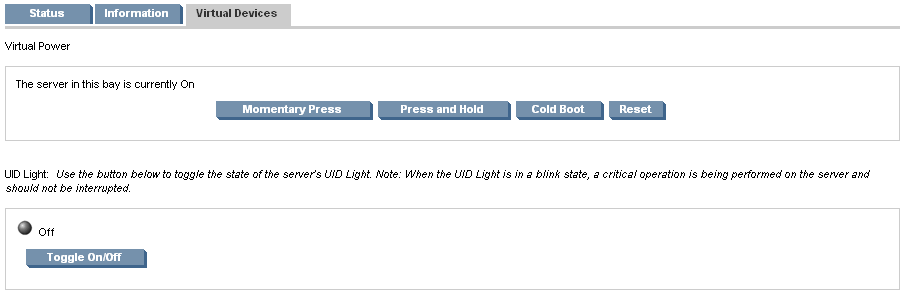 Status Information Virtual Devices
Virtual Power
The server in this bay is currently On
Momentary Press Press and Hold Cold Boot Reset
UID Light: Use the button below to toggle the state of the server's UID Light. Note: When the UID Light is in a blink state, a critical operation is being performed on the server and
should not be interrupted.
Off
Toggle On/Off